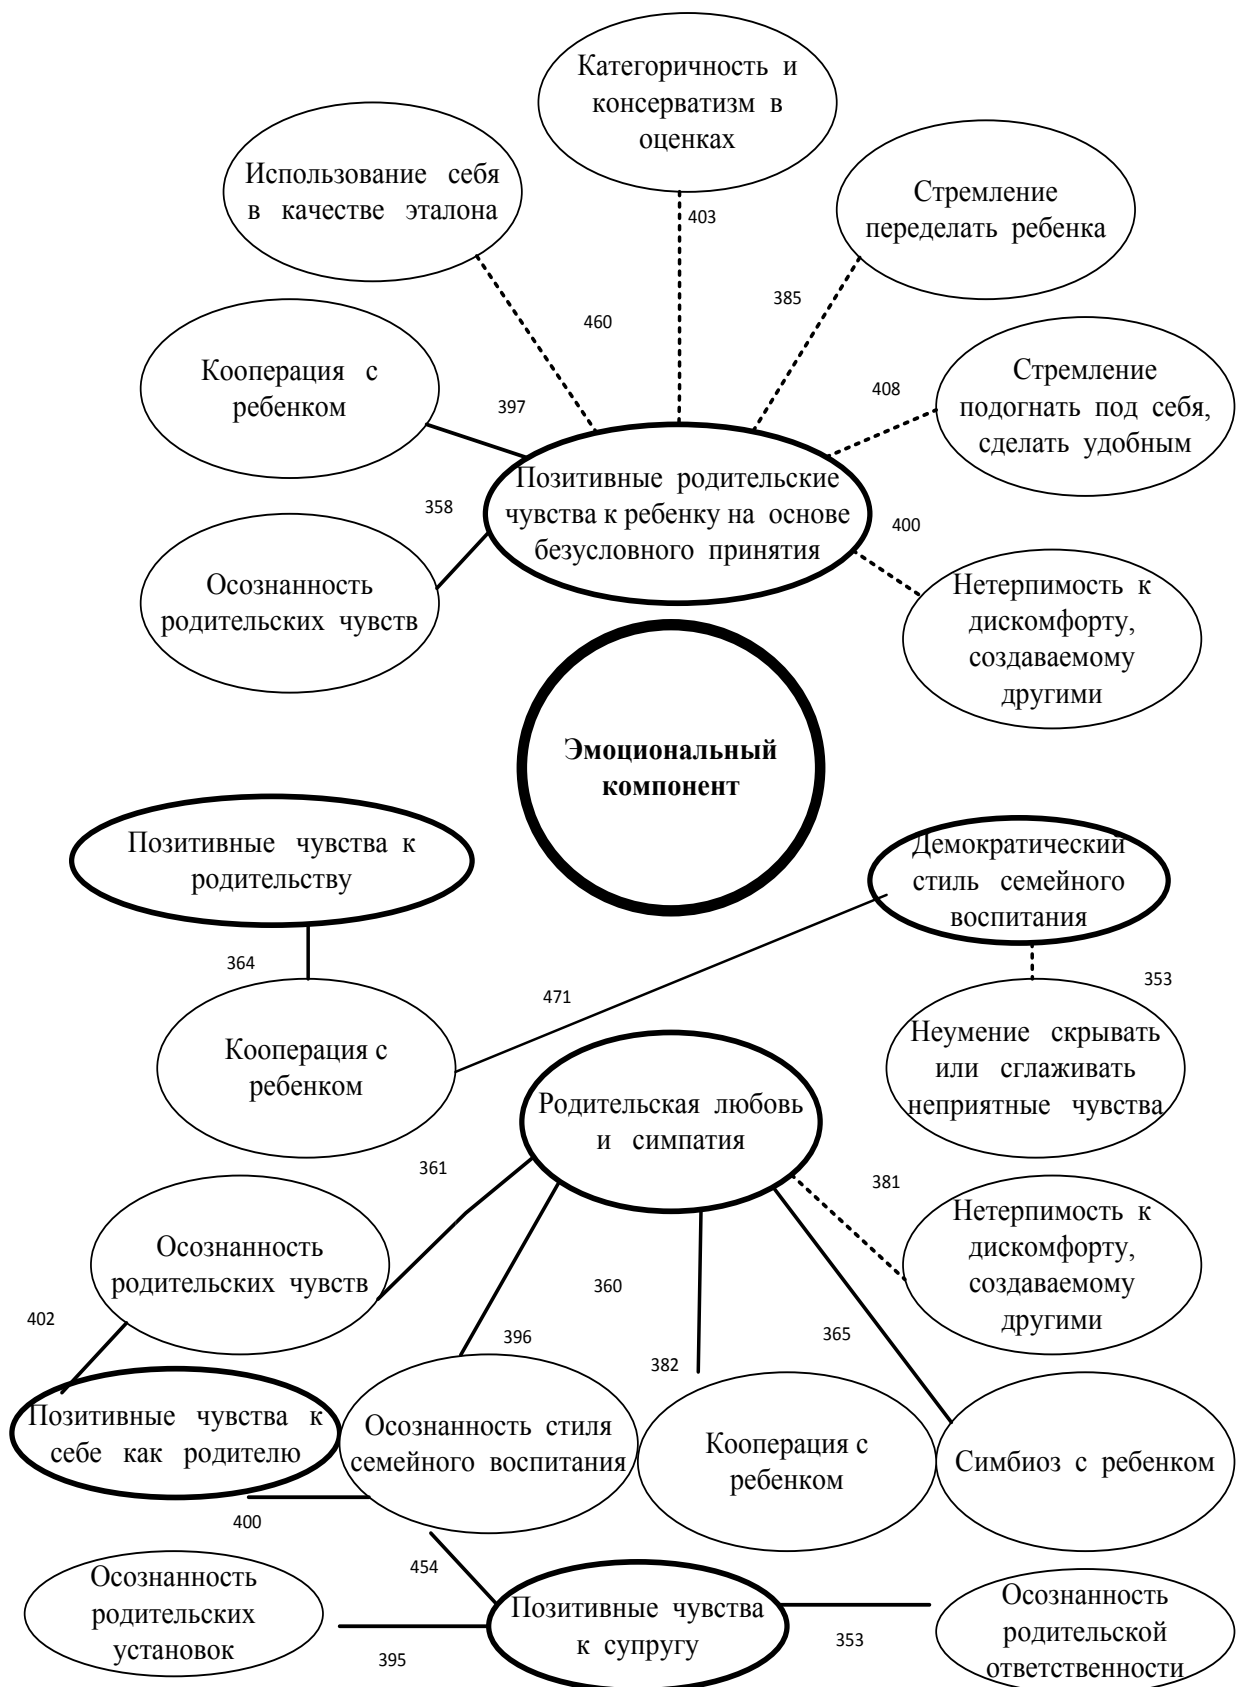 Категоричность и
консерватизм в
оценках
Использование себя
в качестве эталона
403
Стремление
переделать ребенка
385
460
Кооперация с
ребенком
397
408
Стремление
подогнать под себя,
сделать удобным
Позитивные родительские
чувства к ребенку на основе
безусловного принятия
358
400
Осознанность
родительских чувств
Нетерпимость к
дискомфорту,
создаваемому
другими
Эмоциональный
компонент
Позитивные чувства к
родительству
Демократический
стиль семейного
воспитания
364
471
353
Кооперация с
ребенком
Неумение скрывать
или сглаживать
неприятные чувства
Родительская любовь
и симпатия
361
381
Осознанность
родительских чувств
Нетерпимость к
дискомфорту,
создаваемому
другими
402
360
396
382
365
Позитивные чувства к
себе как родителю
Осознанность стиля
семейного воспитания
Кооперация с
ребенком
Симбиоз с ребенком
400
454
Осознанность
родительских
установок
395
Позитивные чувства
к супругу
353
Осознанность
родительской
ответственности